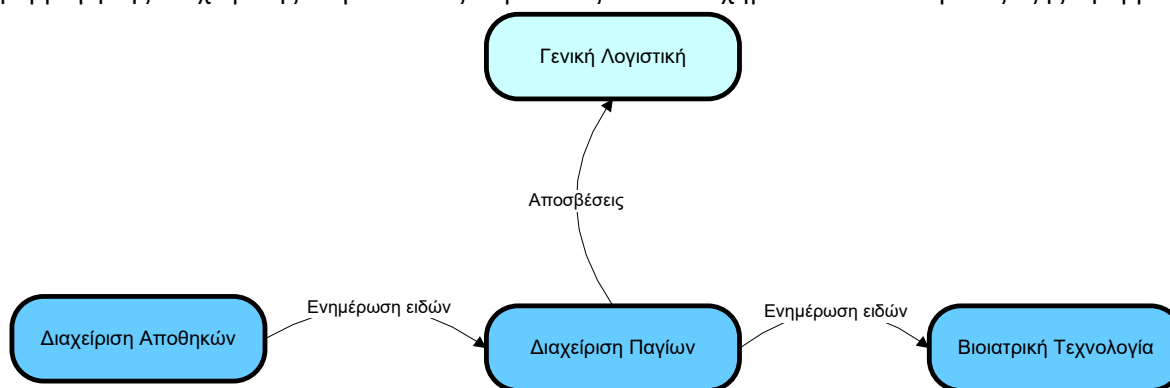 Γενική Λογιστική
Αποσβέσεις
Ενημέρωση ειδών
Ενημέρωση ειδών
Διαχείριση Αποθηκών
Διαχείριση Παγίων
Βιοιατρική Τεχνολογία